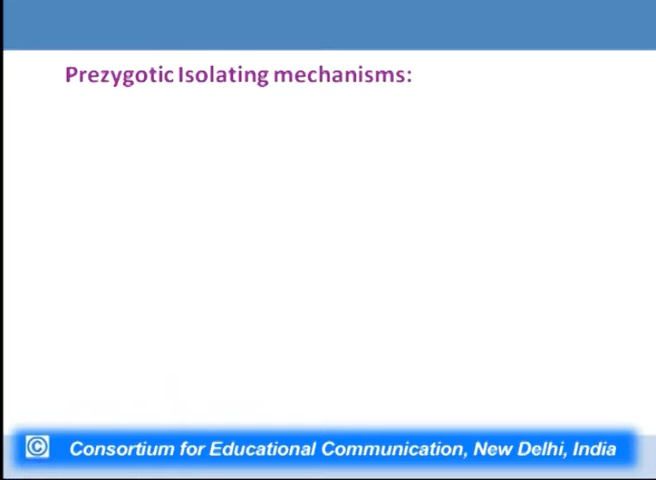 Prezygotic Isolating mechanisms:
© Consortium for Educational Communication, New Delhi, India